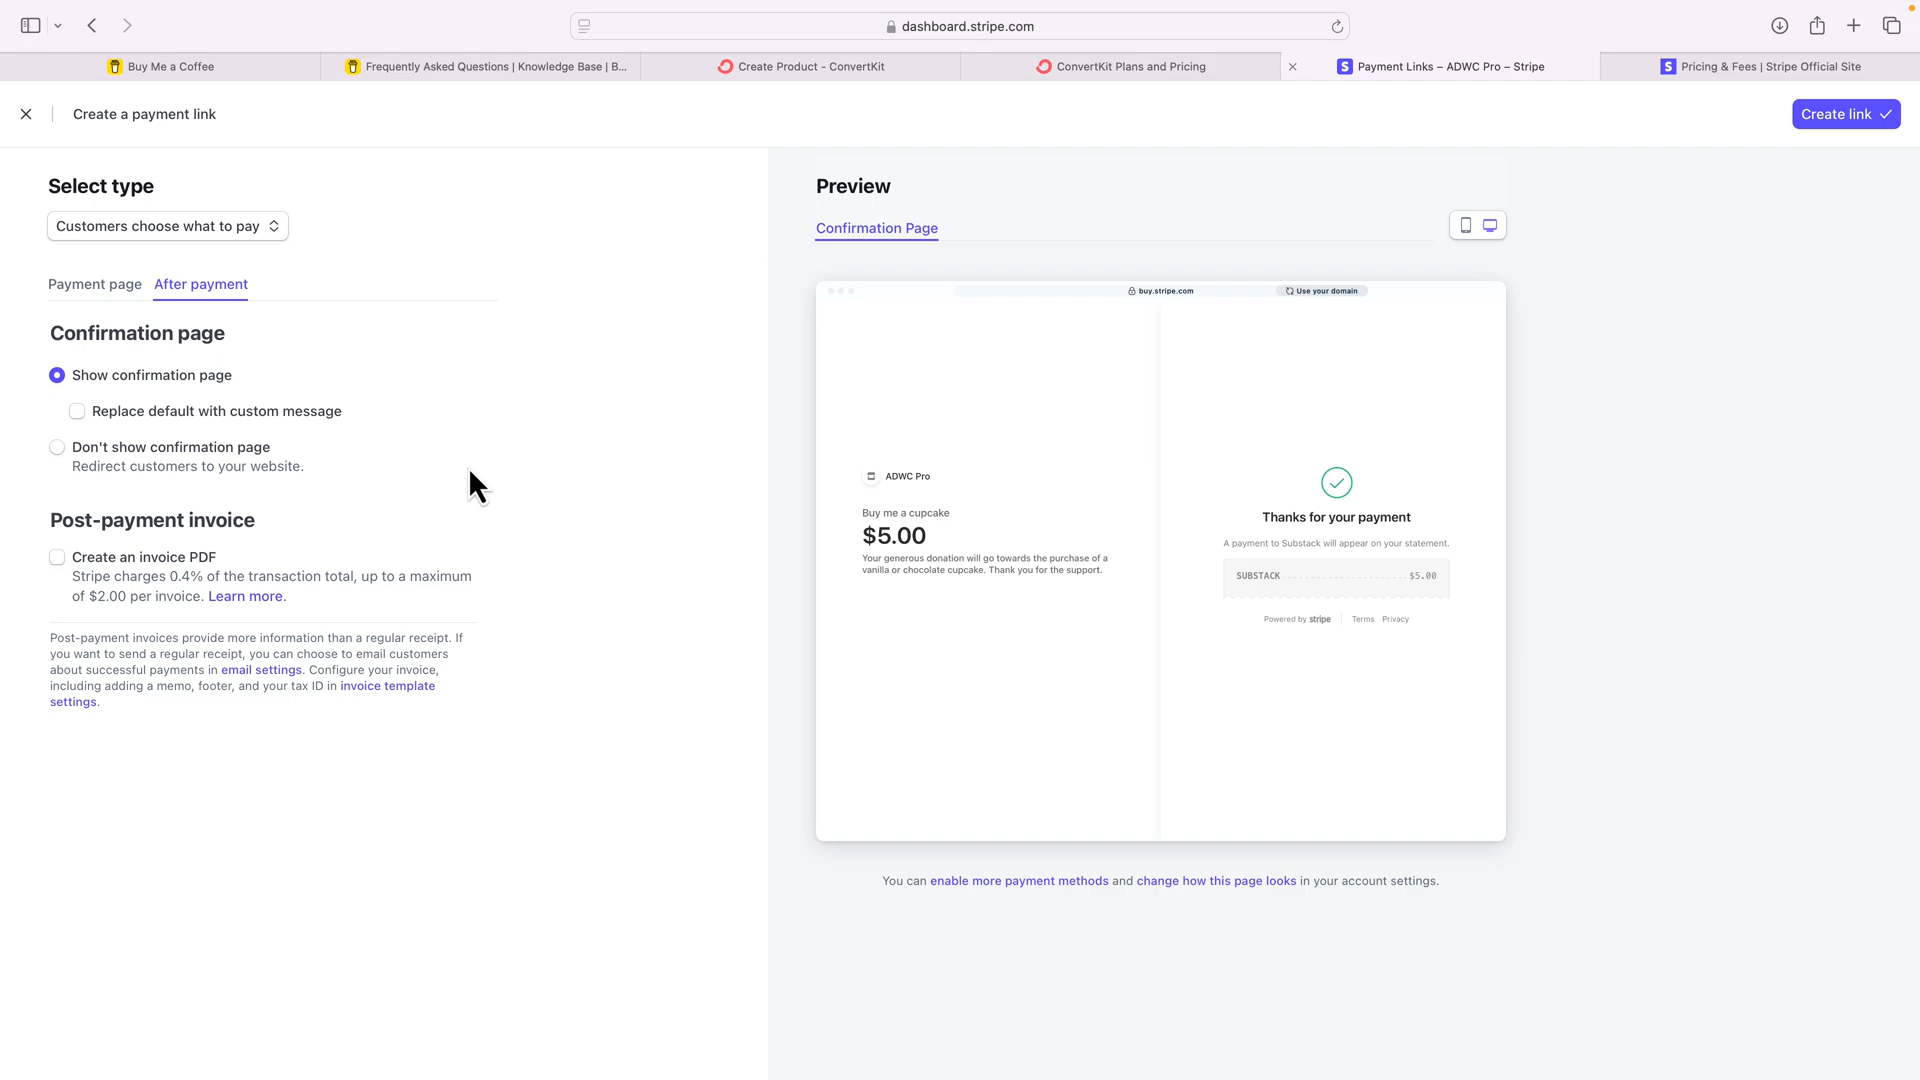 dashboard.stripe.com
Buy Me a Coffee
Frequently Asked Questions | Knowledge Base | B...
Create Product - ConvertKit
ConvertKit Plans and Pricing
Payment Links – ADWC Pro – Stripe
Pricing & Fees | Stripe Official Site
Create a payment link
Create link
Select type
Customers choose what to pay
Payment page
After payment
Confirmation page
Show confirmation page
Replace default with custom message
Don't show confirmation page
Redirect customers to your website.
Post-payment invoice
Create an invoice PDF
Stripe charges 0.4% of the transaction total, up to a maximum
of $2.00 per invoice. Learn more.
Post-payment invoices provide more information than a regular receipt. If
you want to send a regular receipt, you can choose to email customers
about successful payments in email settings. Configure your invoice,
including adding a memo, footer, and your tax ID in invoice template
settings.
Preview
Confirmation Page
buy.stripe.com
Use your domain
ADWC Pro
Buy me a cupcake
$5.00
Your generous donation will go towards the purchase of a
vanilla or chocolate cupcake. Thank you for the support.
Thanks for your payment
A payment to Substack will appear on your statement.
SUBSTACK
$5.00
Powered by stripe
Terms
Privacy
You can enable more payment methods and change how this page looks in your account settings.